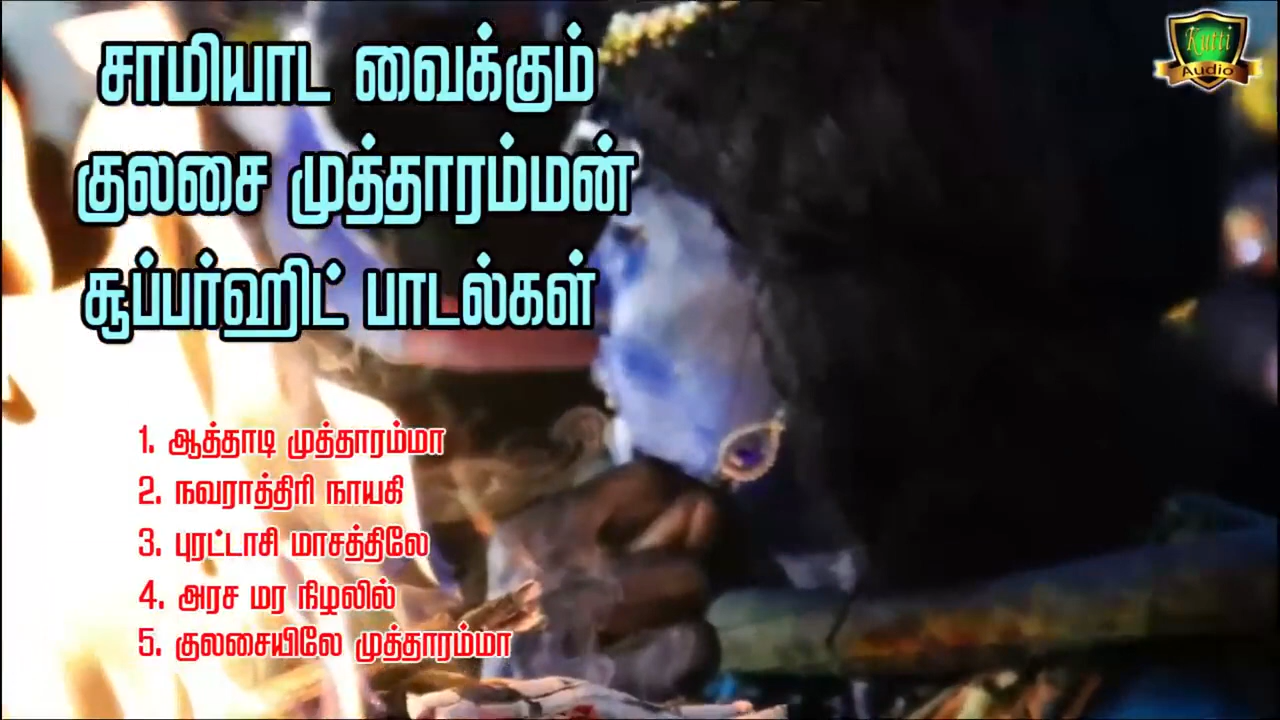 சாமியாட வைக்கும்
குலசை முத்தாரம்மன்
சூப்பர்ஹிட் பாடல்கள்
Kutti
Audio
1. ஆத்தாடி முத்தாரம்மா
2. நவராத்திரி நாயகி
3. புரட்டாசி மாசத்திலே
4. அரச மர நிழலில்
5. குலசையிலே முத்தாரம்மா